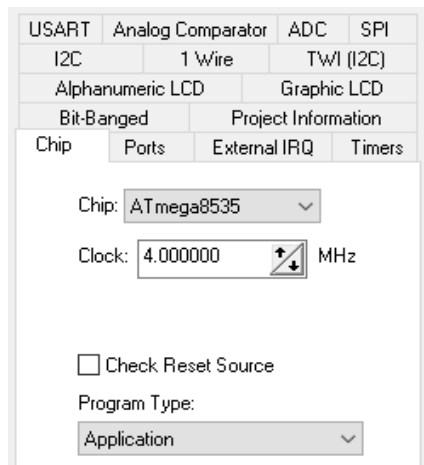 USART Analog Comparator ADC SPI
I2C 1 Wire TWI (I2C)
Alphanumeric LCD Graphic LCD
Bit-Banged Project Information
Chip Ports External IRQ Timers
Chip: ATmega8535
Clock: 4.000000 MHz
Check Reset Source
Program Type:
Application